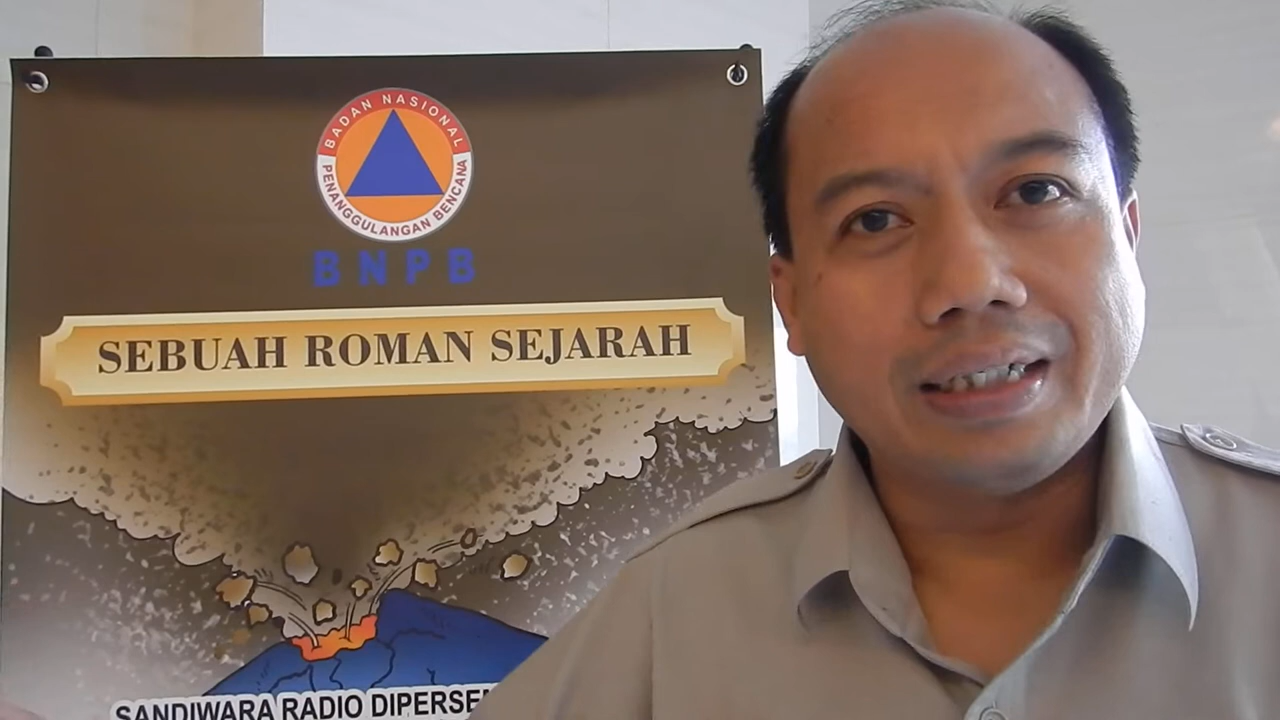 BADAN NASIONAL
PENANGGULANGAN BENCANA
BNPB
SEBUAH ROMAN SEJARAH
SANDIWARA RADIO